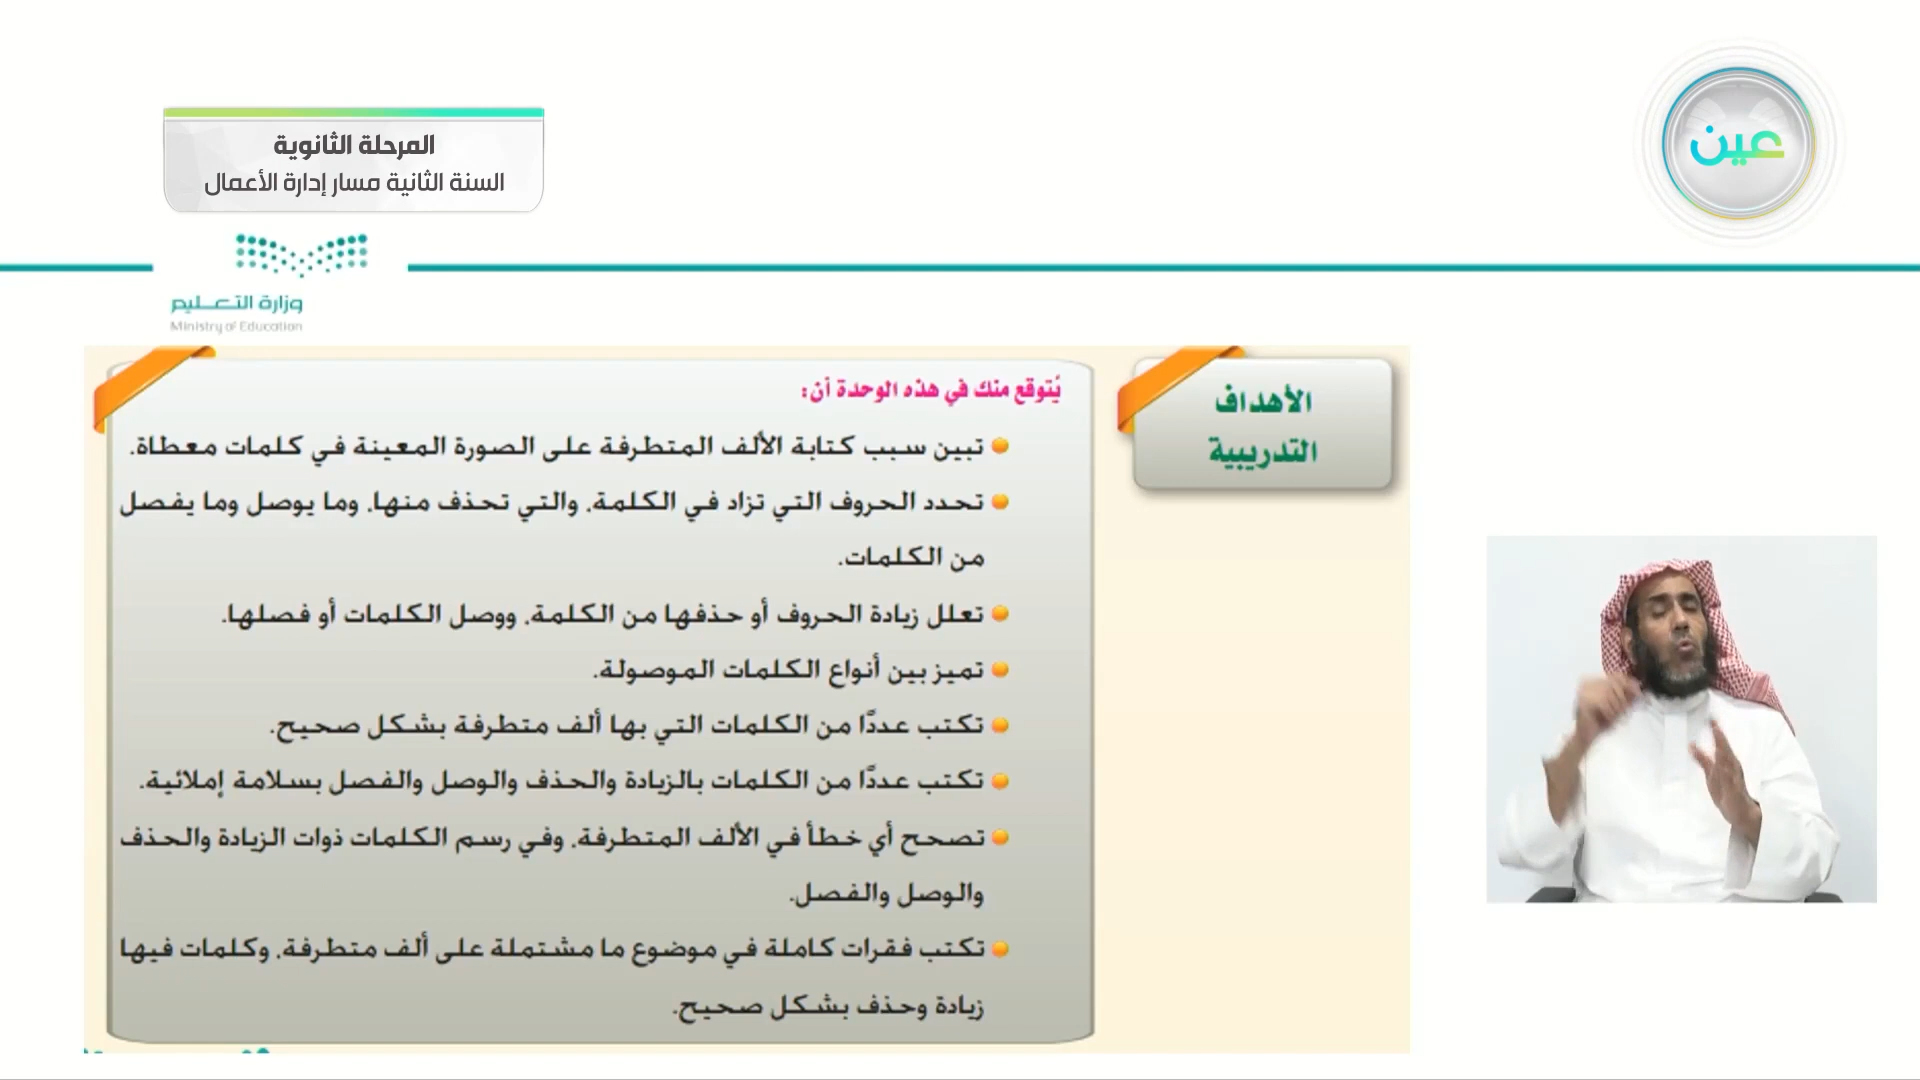 المرحلة الثانوية
السنة الثانية مسار إدارة الأعمال
عين
وزارة التعليم
Ministry of Education
الأهداف
التدريبية
يُتوقع منك في هذه الوحدة أن:
تبين سبب كتابة الألف المتطرفة على الصورة المعينة في كلمات معطاة.
تحدد الحروف التي تزاد في الكلمة، والتي تحذف منها، وما يوصل وما يفصل
من الكلمات.
تعلل زيادة الحروف أو حذفها من الكلمة، ووصل الكلمات أو فصلها.
تميز بين أنواع الكلمات الموصولة.
تكتب عددًا من الكلمات التي بها ألف متطرفة بشكل صحيح.
تكتب عددًا من الكلمات بالزيادة والحذف والوصل والفصل بسلامة إملائية.
تصحح أي خطأ في الألف المتطرفة، وفي رسم الكلمات ذوات الزيادة والحذف
والوصل والفصل.
تكتب فقرات كاملة في موضوع ما مشتملة على ألف متطرفة، وكلمات فيها
زيادة وحذف بشكل صحيح.